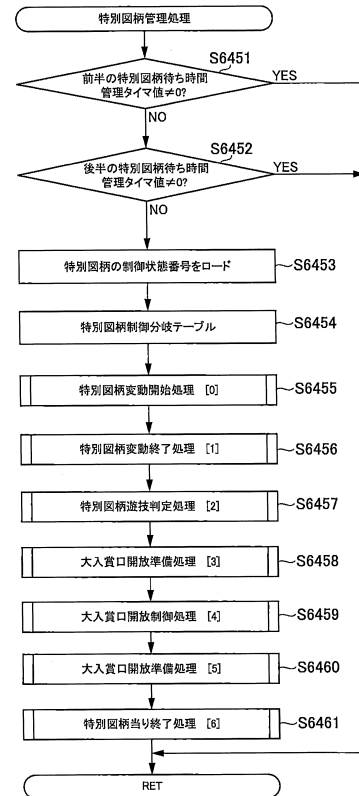 特別図柄管理処理
S6451
前半の特別図柄待ち時間
管理タイマ値≠0?
YES
NO
S6452
後半の特別図柄待ち時間
管理タイマ値≠0?
YES
NO
特別図柄の制御状態番号をロード
S6453
特別図柄制御分岐テーブル
S6454
特別図柄変動開始処理 [0]
S6455
特別図柄変動終了処理 [1]
S6456
特別図柄遊技判定処理 [2]
S6457
大入賞口開放準備処理 [3]
S6458
大入賞口開放制御処理 [4]
S6459
大入賞口開放準備処理 [5]
S6460
特別図柄当り終了処理 [6]
S6461
RET